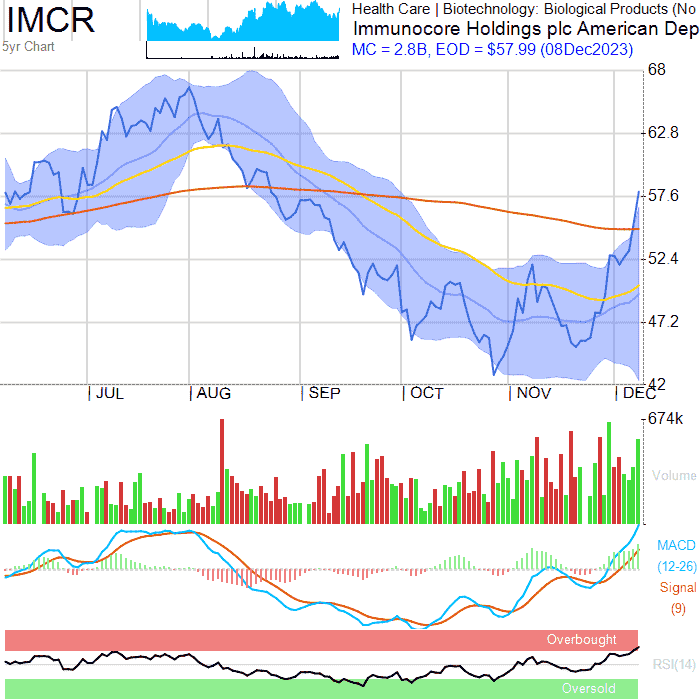 IMCR
5yr Chart
Health Care | Biotechnology: Biological Products (No
Immunocore Holdings plc American Dep
MC = 2.8B, EOD = $57.99 (08Dec2023)
68
62.8
57.6
52.4
47.2
42
JUL AUG SEP OCT NOV DEC
674k
Volume
MACD
(12-26)
Signal
(9)
Overbought
RSI(14)
Oversold